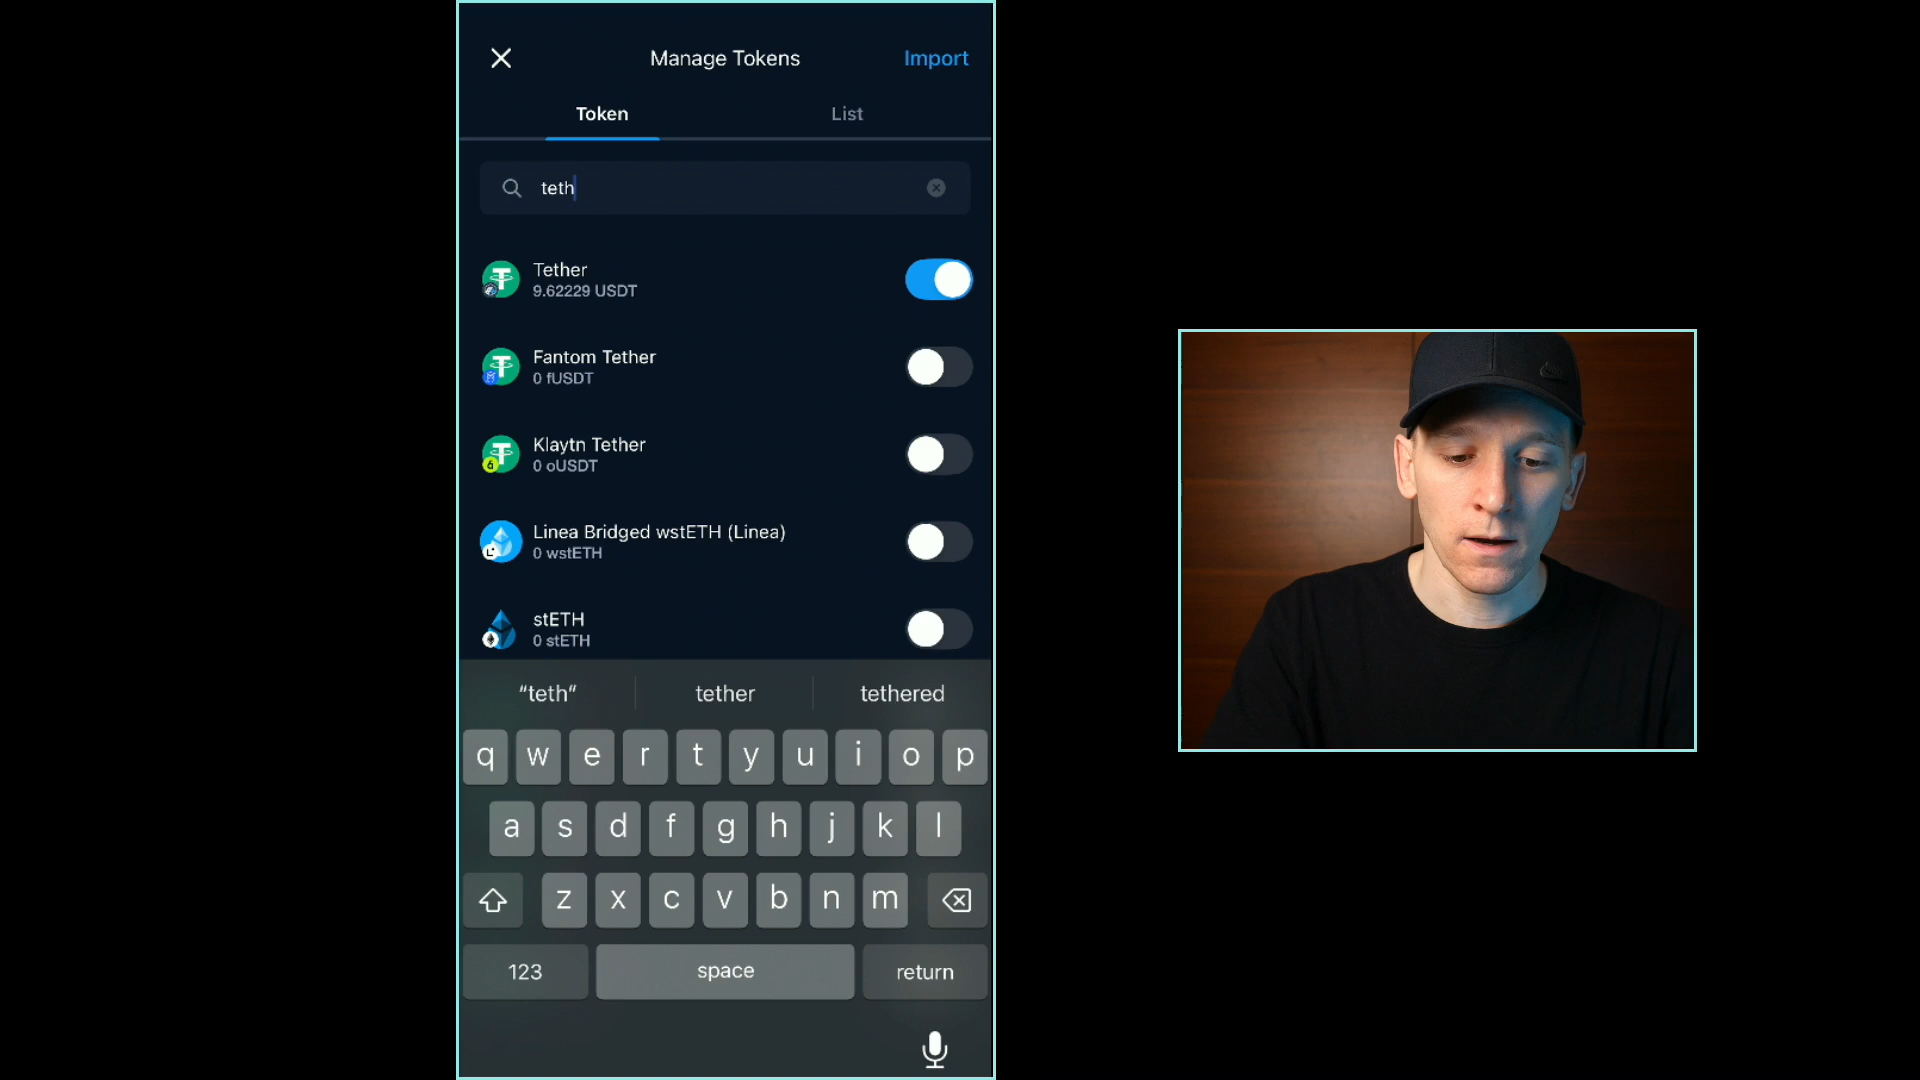 Manage Tokens
Import
Token
List
teth
Tether
9.62229 USDT
Fantom Tether
0 fUSDT
Klaytn Tether
0 oUSDT
Linea Bridged wstETH (Linea)
0 wstETH
stETH
0 stETH
“teth”
tether
tethered
q w e r t y u i o p
a s d f g h j k l
z x c v b n m
123
space
return